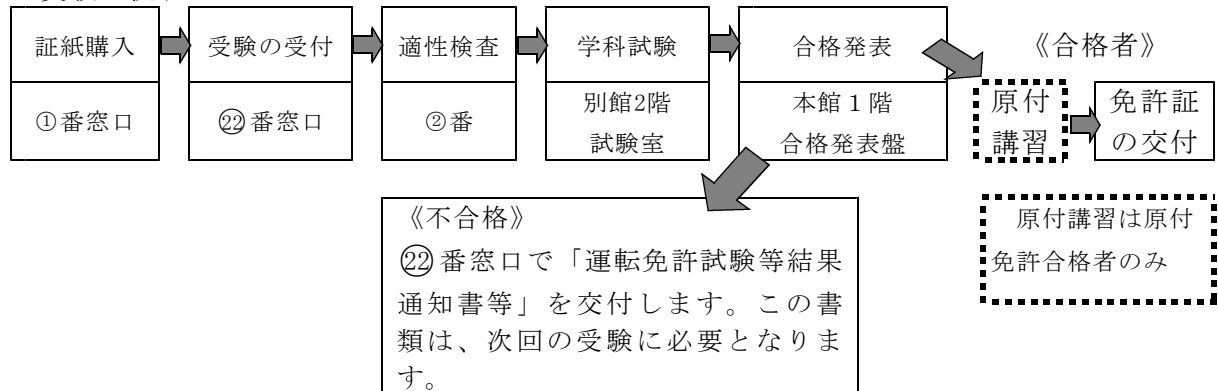 証紙購入
受験の受付
適性検査
学科試験
合格発表
《合格者》
①番窓口
㉒番窓口
②番
別館2階
試験室
本館１階
合格発表盤
原付
講習
免許証
の交付
《不合格》
㉒番窓口で「運転免許試験等結果
通知書等」を交付します。この書
類は、次回の受験に必要となりま
す。
原付講習は原付
免許合格者のみ